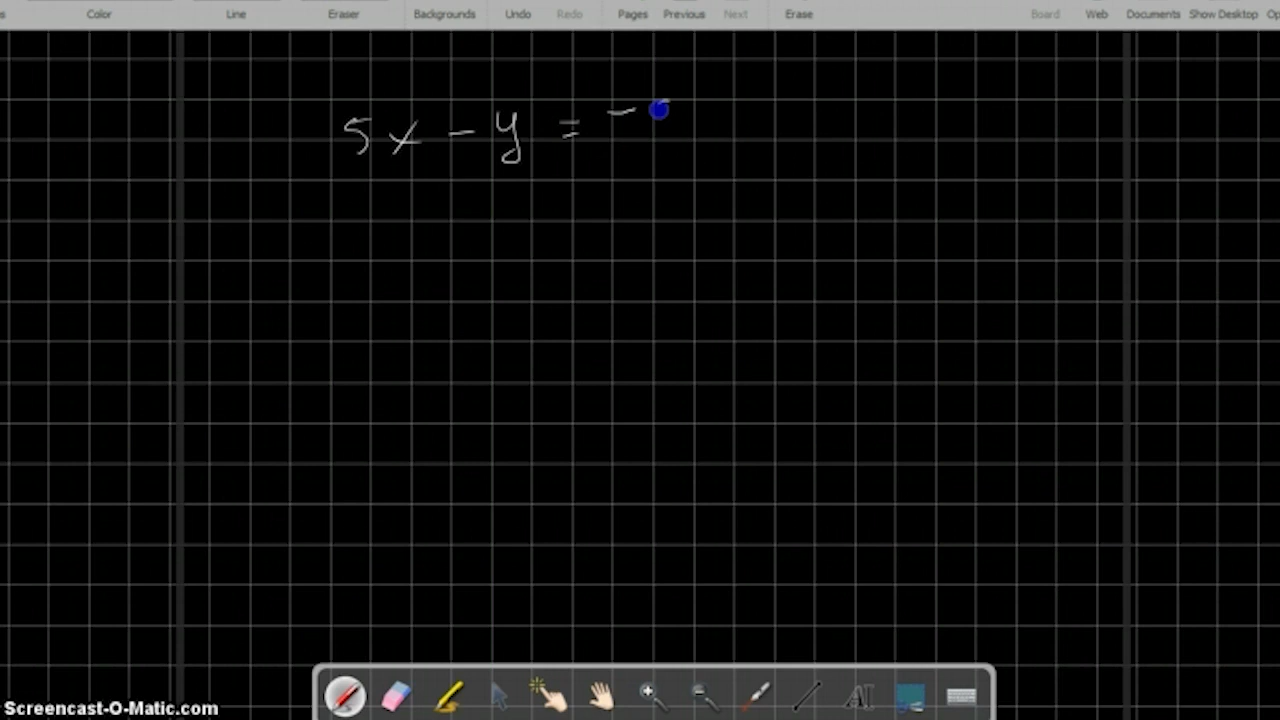 Color Line Eraser Backgrounds Undo Redo Pages Previous Next Erase Board Web Documents Show Desktop
5x - y = -
AI
Screencast-O-Matic.com